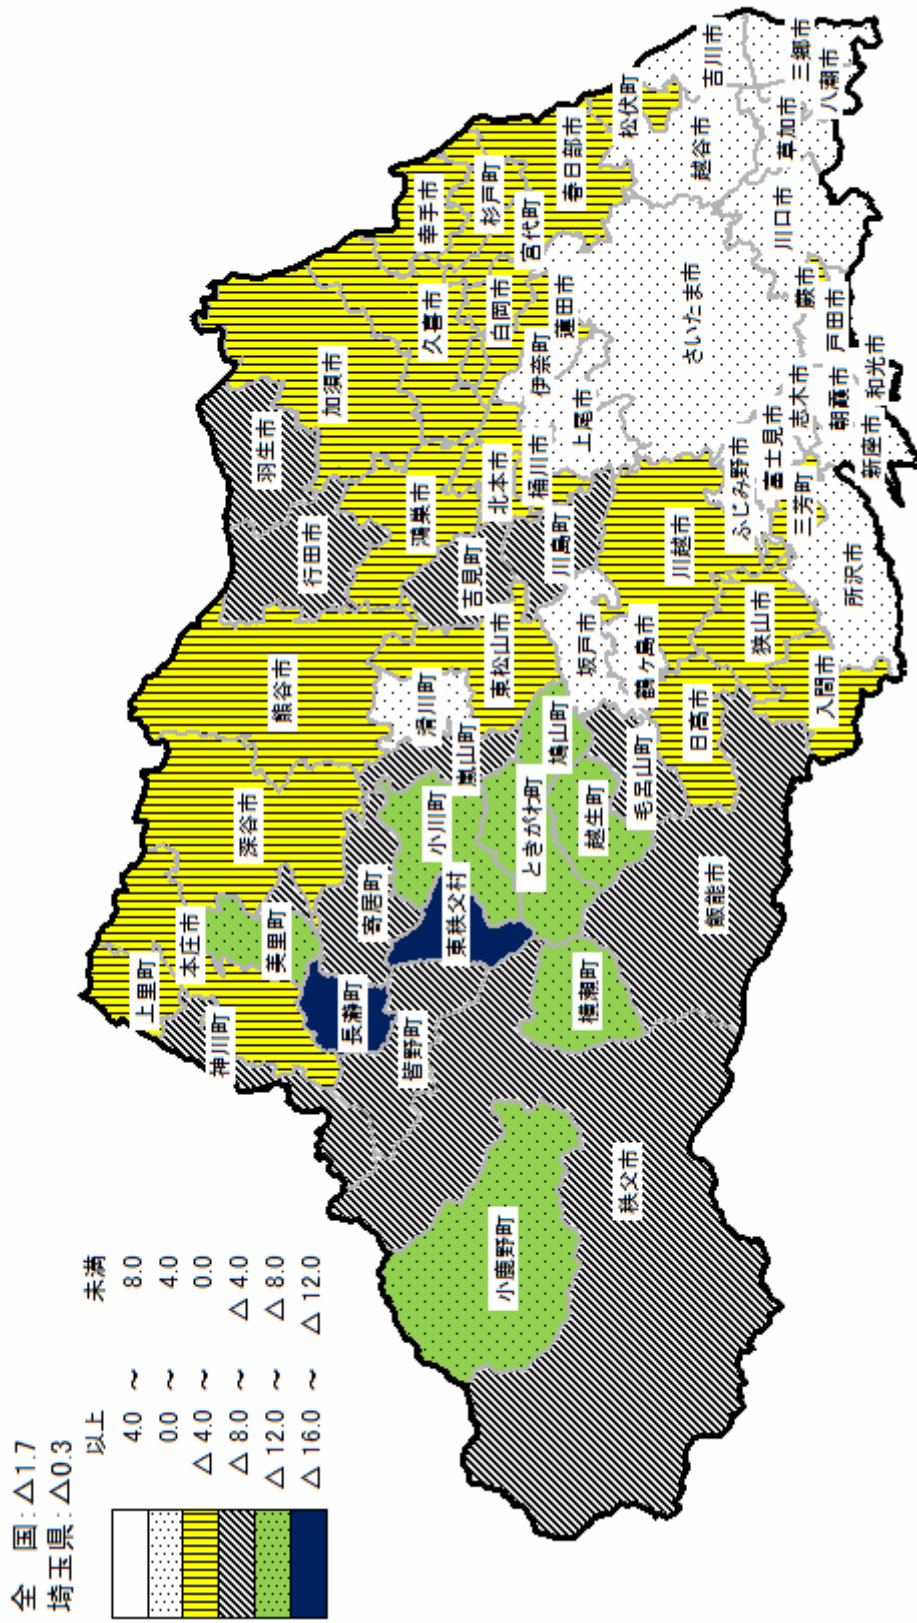 全 国:△1.7
埼玉県:△0.3
以上 未満
4.0 ~ 8.0
0.0 ~ 4.0
△ 4.0 ~ 0.0
△ 8.0 ~ △ 4.0
△ 12.0 ~ △ 8.0
△ 16.0 ~ △ 12.0
上里町
本庄市
神川町
美里町
深谷市
熊谷市
行田市
羽生市
加須市
長瀞町
寄居町
皆野町
東秩父村
小川町
嵐山町
滑川町
吉見町
鴻巣市
久喜市
幸手市
小鹿野町
横瀬町
ときがわ町
鳩山町
東松山市
川島町
北本市
桶川市
伊奈町
白岡市
蓮田市
宮代町
杉戸町
春日部市
松伏町
秩父市
越生町
毛呂山町
坂戸市
鶴ヶ島市
川越市
上尾市
さいたま市
越谷市
吉川市
飯能市
日高市
狭山市
入間市
所沢市
ふじみ野市
富士見市
三芳町
志木市
朝霞市
新座市
和光市
蕨市
戸田市
川口市
草加市
八潮市
三郷市